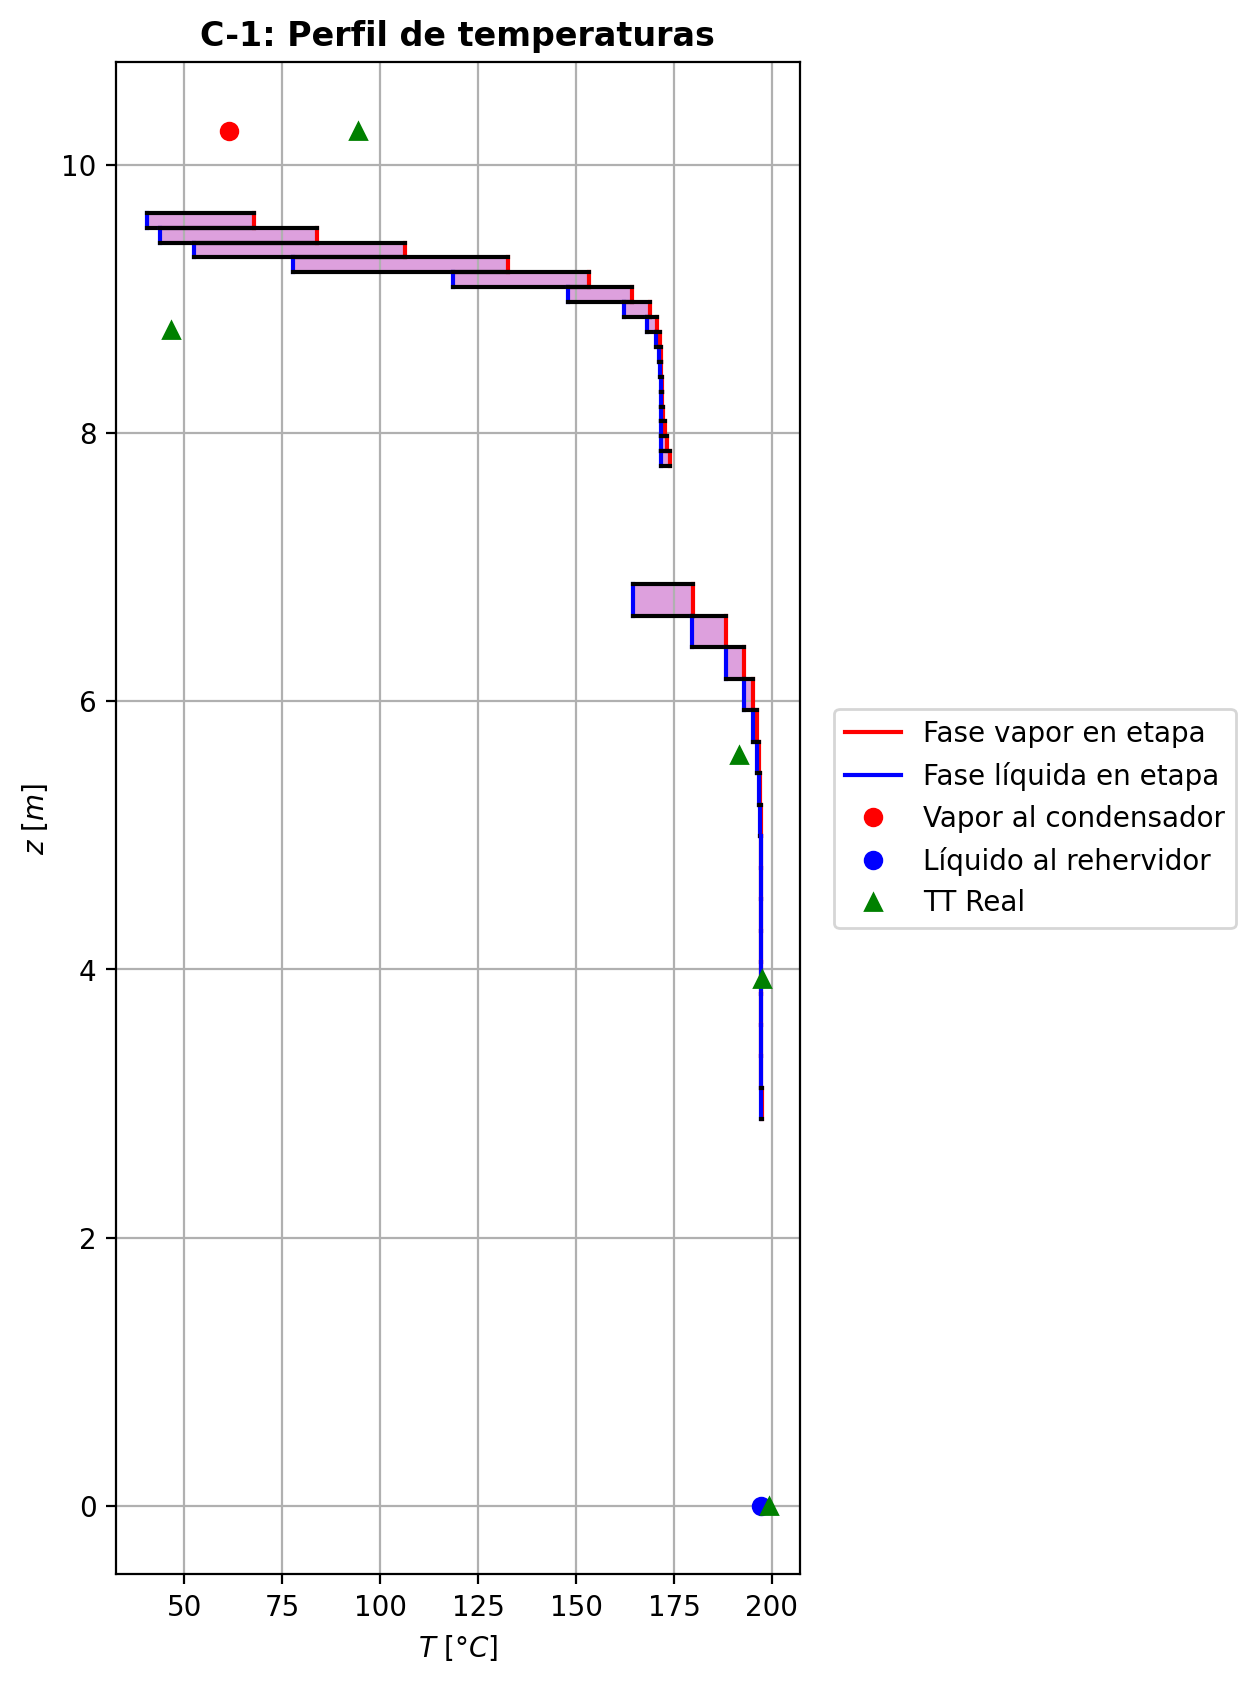 C-1: Perfil de temperaturas
10
8
6
4
2
0
z [m]
50 75 100 125 150 175 200
T [°C]
Fase vapor en etapa
Fase líquida en etapa
Vapor al condensador
Líquido al rehervidor
TT Real